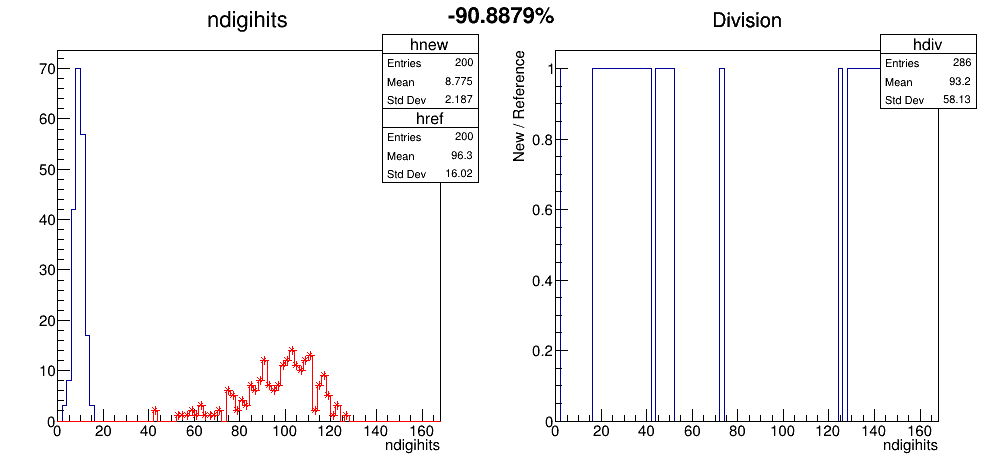 -90.8879%
ndigihits
hnew
Entries 200
Mean 8.775
Std Dev 2.187
href
Entries 200
Mean 96.3
Std Dev 16.02
70
60
50
40
30
20
10
0
0 20 40 60 80 100 120 140 160
ndigihits
Division
hdiv
Entries 286
Mean 93.2
Std Dev 58.13
New / Reference
1
0.8
0.6
0.4
0.2
0
0 20 40 60 80 100 120 140 160
ndigihits